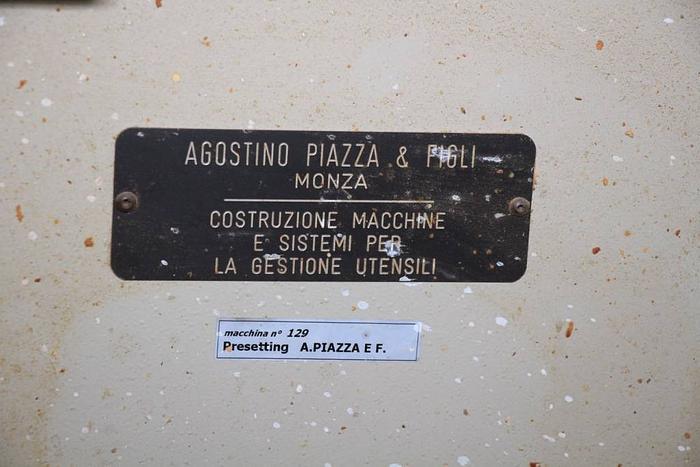 AGOSTINO PIAZZA & FIGLI
MONZA
COSTRUZIONE MACCHINE
E SISTEMI PER
LA GESTIONE UTENSILI
macchina n° 129
Presetting A.PIAZZA E F.